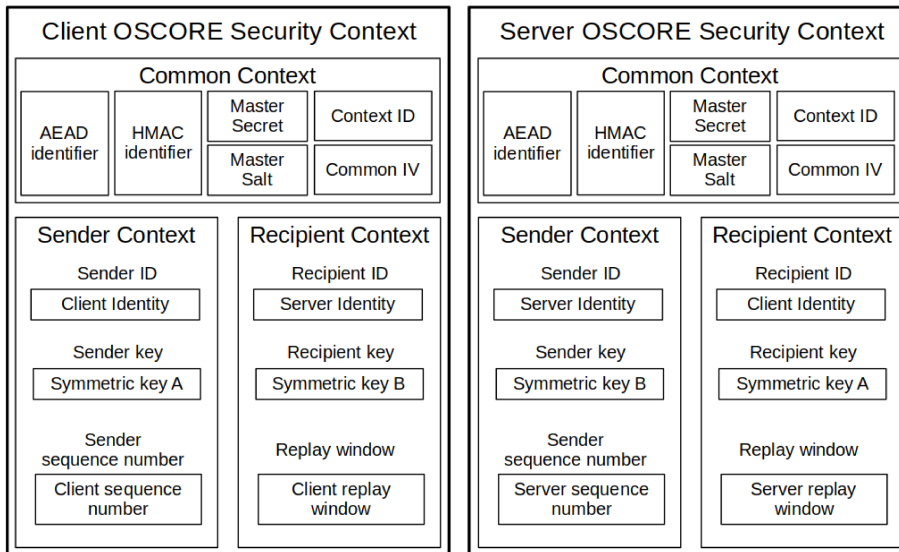 Client OSCORE Security Context
Common Context
AEAD
identifier
HMAC
identifier
Master
Secret
Context ID
Master
Salt
Common IV
Sender Context
Sender ID
Client Identity
Sender key
Symmetric key A
Sender
sequence number
Client sequence
number
Recipient Context
Recipient ID
Server Identity
Recipient key
Symmetric key B
Replay window
Client replay
window
Server OSCORE Security Context
Common Context
AEAD
identifier
HMAC
identifier
Master
Secret
Context ID
Master
Salt
Common IV
Sender Context
Sender ID
Server Identity
Sender key
Symmetric key B
Sender
sequence number
Server sequence
number
Recipient Context
Recipient ID
Client Identity
Recipient key
Symmetric key A
Replay window
Server replay
window